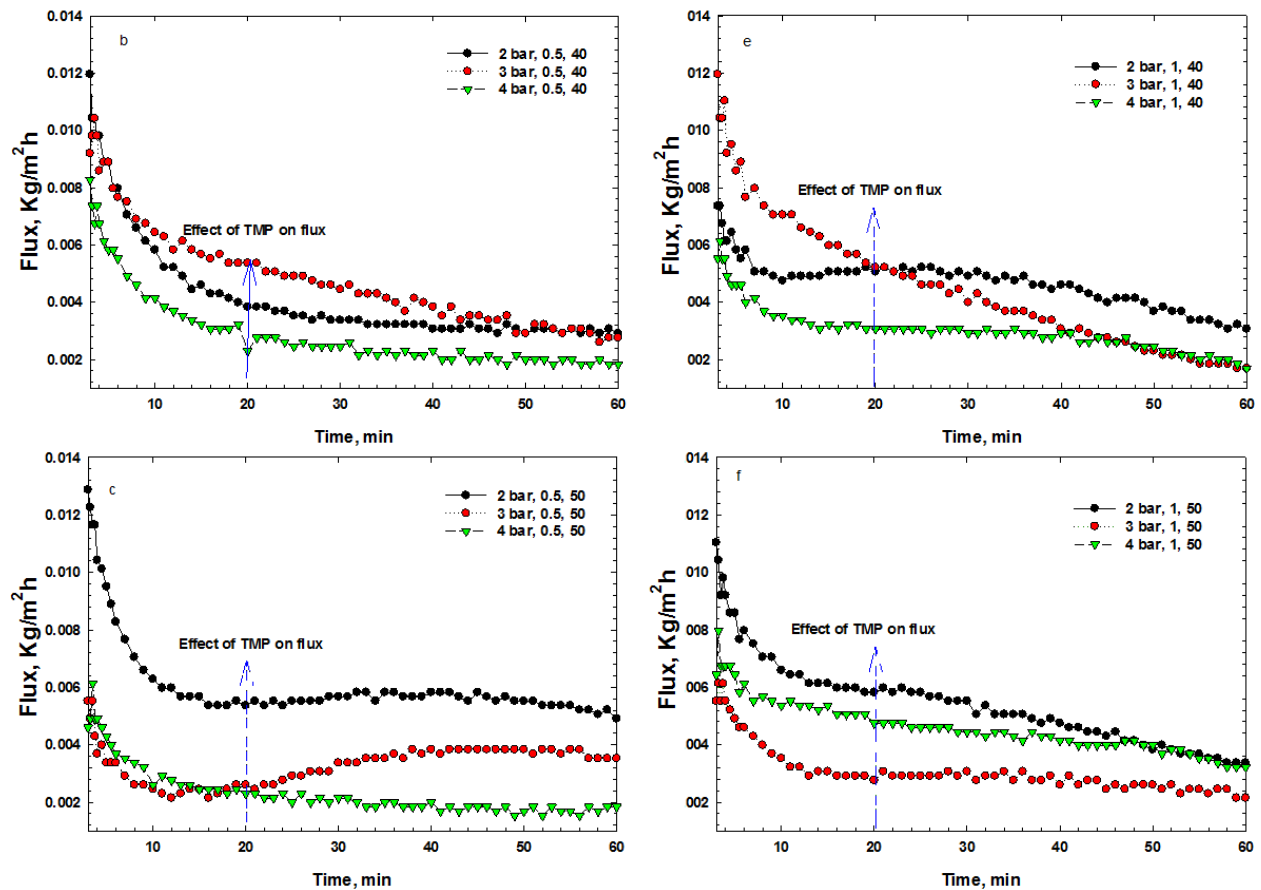 b
0.014
0.012
0.010
0.008
0.006
0.004
0.002
Flux, Kg/m²h
2 bar, 0.5, 40
3 bar, 0.5, 40
4 bar, 0.5, 40
Effect of TMP on flux
10 20 30 40 50 60
Time, min
e
014
012
010
008
006
004
002
Flux, Kg/m²h
2 bar, 1, 40
3 bar, 1, 40
4 bar, 1, 40
Effect of TMP on flux
10 20 30 40 50 60
Time, min
c
0.014
0.012
0.010
0.008
0.006
0.004
0.002
Flux, Kg/m²h
2 bar, 0.5, 50
3 bar, 0.5, 50
4 bar, 0.5, 50
Effect of TMP on flux
10 20 30 40 50 60
Time, min
f
014
012
010
008
006
004
002
Flux, Kg/m²h
2 bar, 1, 50
3 bar, 1, 50
4 bar, 1, 50
Effect of TMP on flux
10 20 30 40 50 60
Time, min